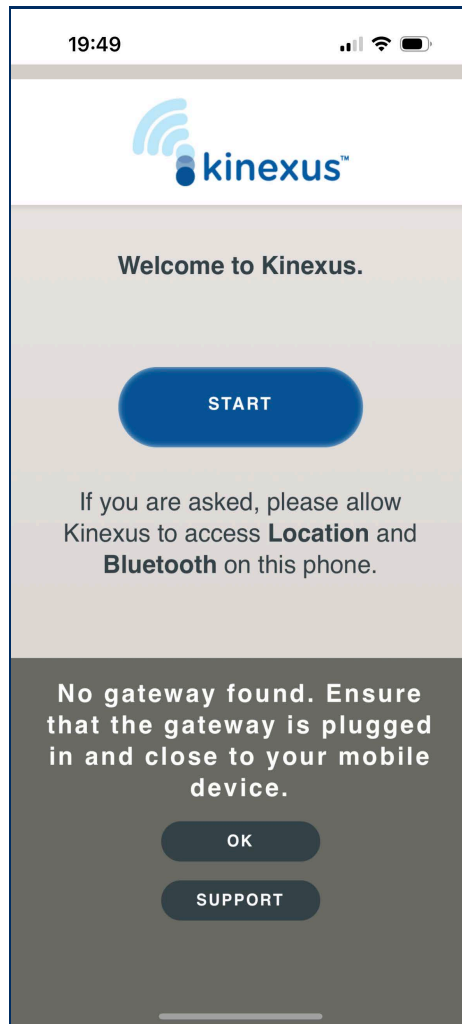 19:49
kinexus™
Welcome to Kinexus.
START
If you are asked, please allow
Kinexus to access Location and
Bluetooth on this phone.
No gateway found. Ensure
that the gateway is plugged
in and close to your mobile
device.
OK
SUPPORT